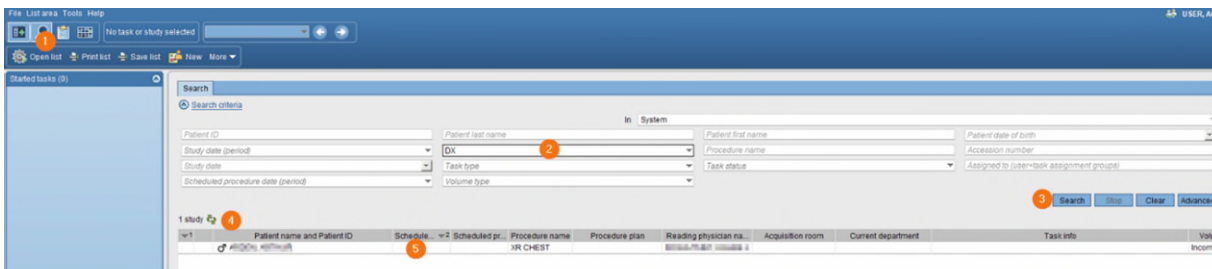 File List area Tools Help
USER, A
No task or study selected
1
Open list Print list Save list New More
Started tasks (0)
Search
Search criteria
In System
Patient ID Patient last name Patient first name Patient date of birth
Study date (period) DX 2 Procedure name Accession number
Study date Task type Task status Assigned to (user+task assignment groups)
Scheduled procedure date (period) Volume type
3 Search Stop Clear Advanced
1 study 4
1 Patient name and Patient ID Schedule... 2 Scheduled pr... Procedure name Procedure plan Reading physician na... Acquisition room Current department Task info Vol
5 XR CHEST Incom